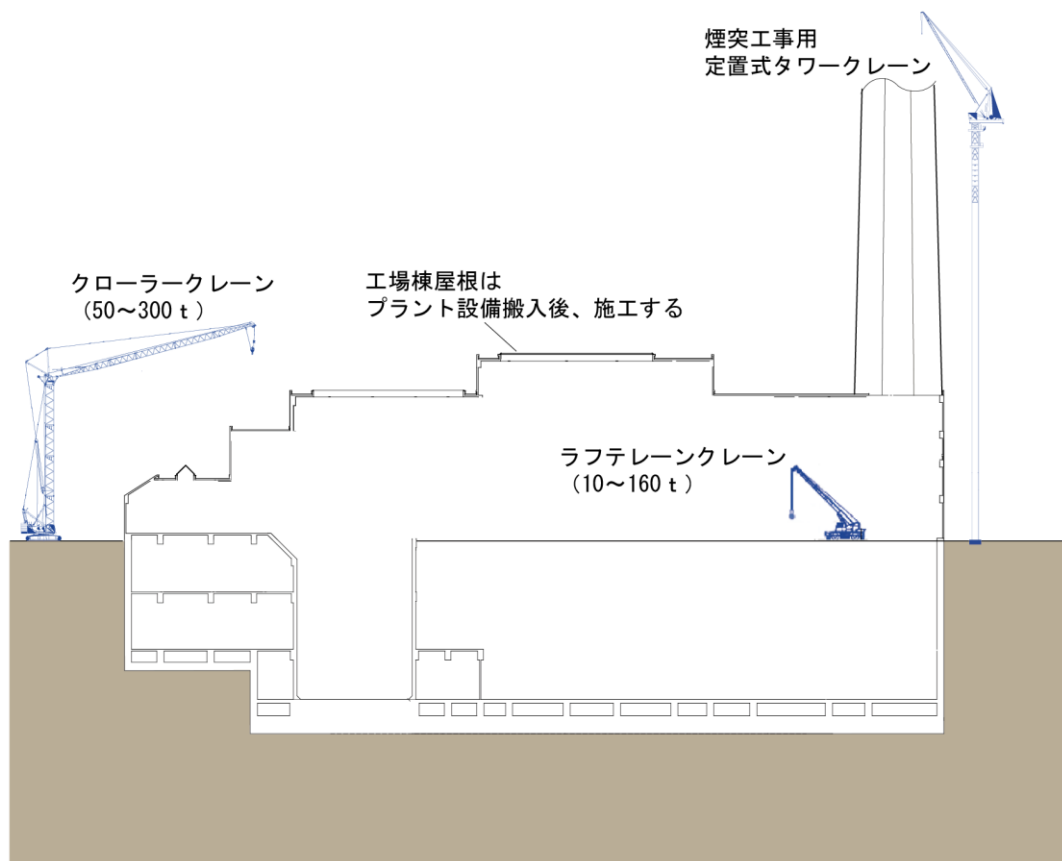 煙突工事用
定置式タワークレーン
クローラークレーン
（50～300ｔ）
工場棟屋根は
プラント設備搬入後、施工する
ラフテレーンクレーン
（10～160ｔ）